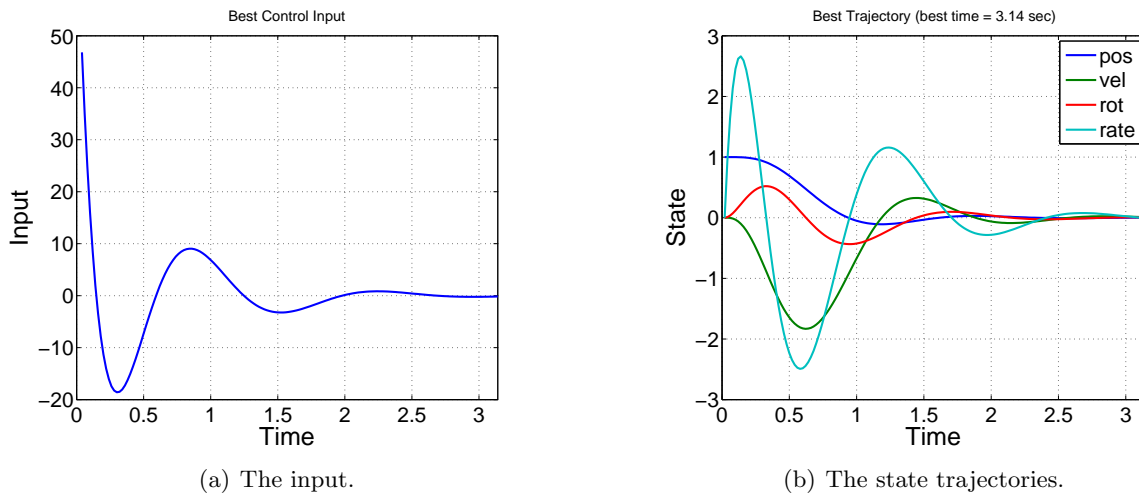 Best Control Input
50
40
30
20
10
0
−10
−20
0
0.5
1
1.5
2
2.5
3
Input
Time
(a) The input.
Best Trajectory (best time = 3.14 sec)
3
2
1
0
−1
−2
−3
0
0.5
1
1.5
2
2.5
3
State
Time
pos
vel
rot
rate
(b) The state trajectories.